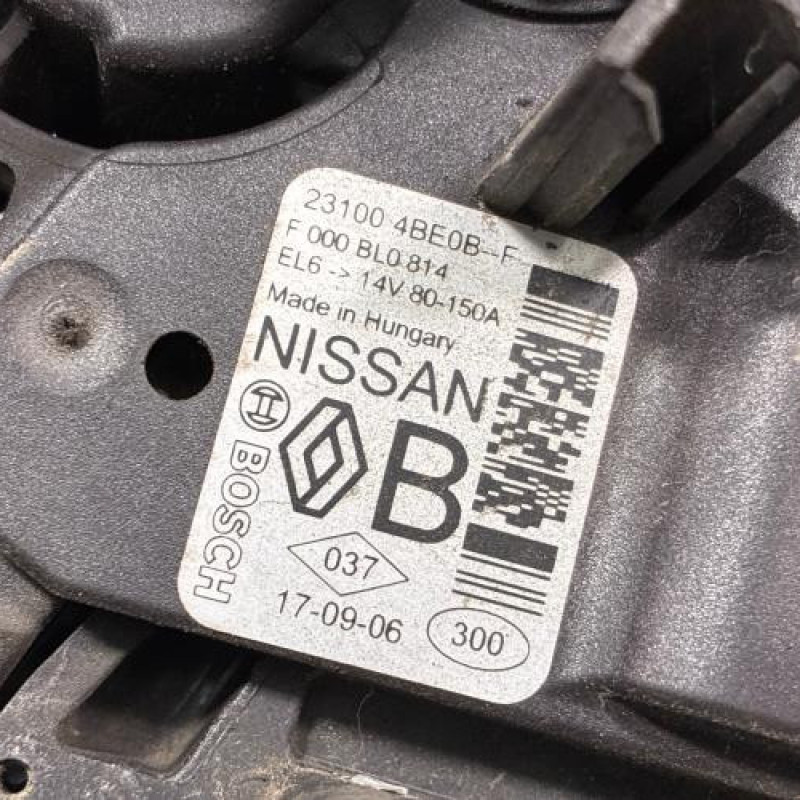 23100 4BE0B--F
F 000 BL0 814
EL6 -> 14V 80-150A
Made in Hungary
NISSAN
BOSCH
B
037
17-09-06
300